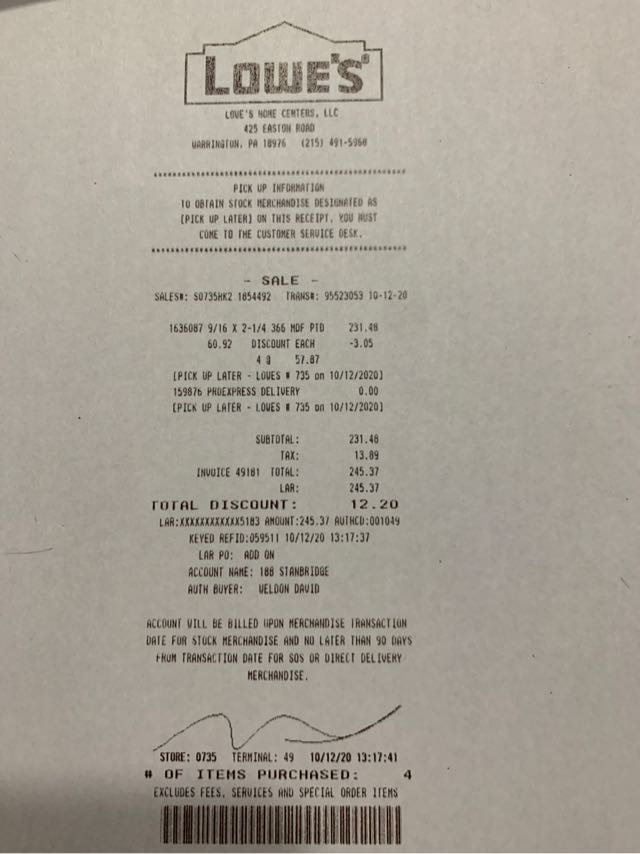 LOWE'S
LOWE'S HOME CENTERS, LLC
425 EASTON ROAD
WARRINGTON, PA 18976 (215) 491-5960
PICK UP INFORMATION
TO OBTAIN STOCK MERCHANDISE DESIGNATED AS
[PICK UP LATER] ON THIS RECEIPT, YOU MUST
COME TO THE CUSTOMER SERVICE DESK.
- SALE -
SALES#: S0735HK2 1854492 TRANS#: 95523053 10-12-20
1636087 9/16 X 2-1/4 366 MDF PTD 231.48
60.92 DISCOUNT EACH -3.05
4 @ 57.87
[PICK UP LATER - LOWES # 735 on 10/12/2020]
159876 PROEXPRESS DELIVERY 0.00
[PICK UP LATER - LOWES # 735 on 10/12/2020]
SUBTOTAL: 231.48
TAX: 13.89
INVOICE 49181 TOTAL: 245.37
LAR: 245.37
TOTAL DISCOUNT: 12.20
LAR:XXXXXXXXXXXX5183 AMOUNT:245.37 AUTHCD:001049
KEYED REFID:059511 10/12/20 13:17:37
LAR PO: ADD ON
ACCOUNT NAME: 188 STANBRIDGE
AUTH BUYER: WELDON DAVID
ACCOUNT WILL BE BILLED UPON MERCHANDISE TRANSACTION
DATE FOR STOCK MERCHANDISE AND NO LATER THAN 90 DAYS
FROM TRANSACTION DATE FOR SOS OR DIRECT DELIVERY
MERCHANDISE.
STORE: 0735 TERMINAL: 49 10/12/20 13:17:41
# OF ITEMS PURCHASED: 4
EXCLUDES FEES, SERVICES AND SPECIAL ORDER ITEMS